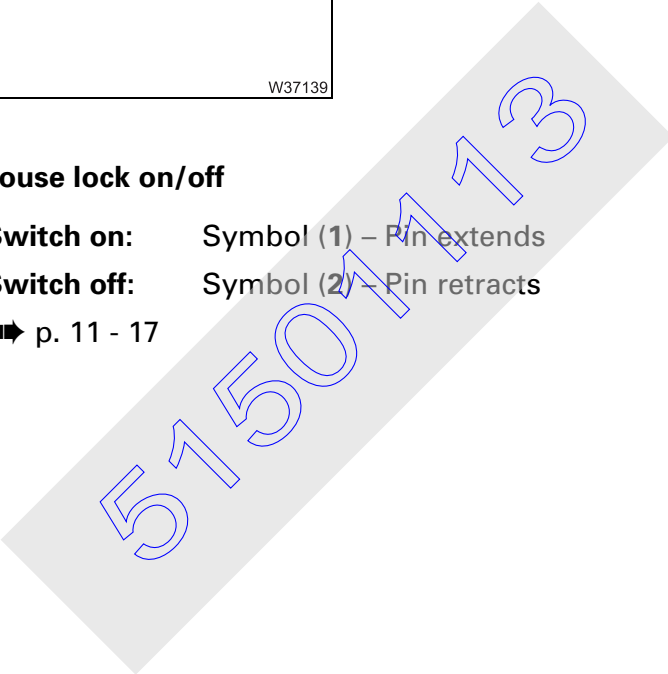 W37139
ouse lock on/off
Switch on: Symbol (1) – Pin extends
Switch off: Symbol (2) – Pin retracts
➠ p. 11 - 17
51501113